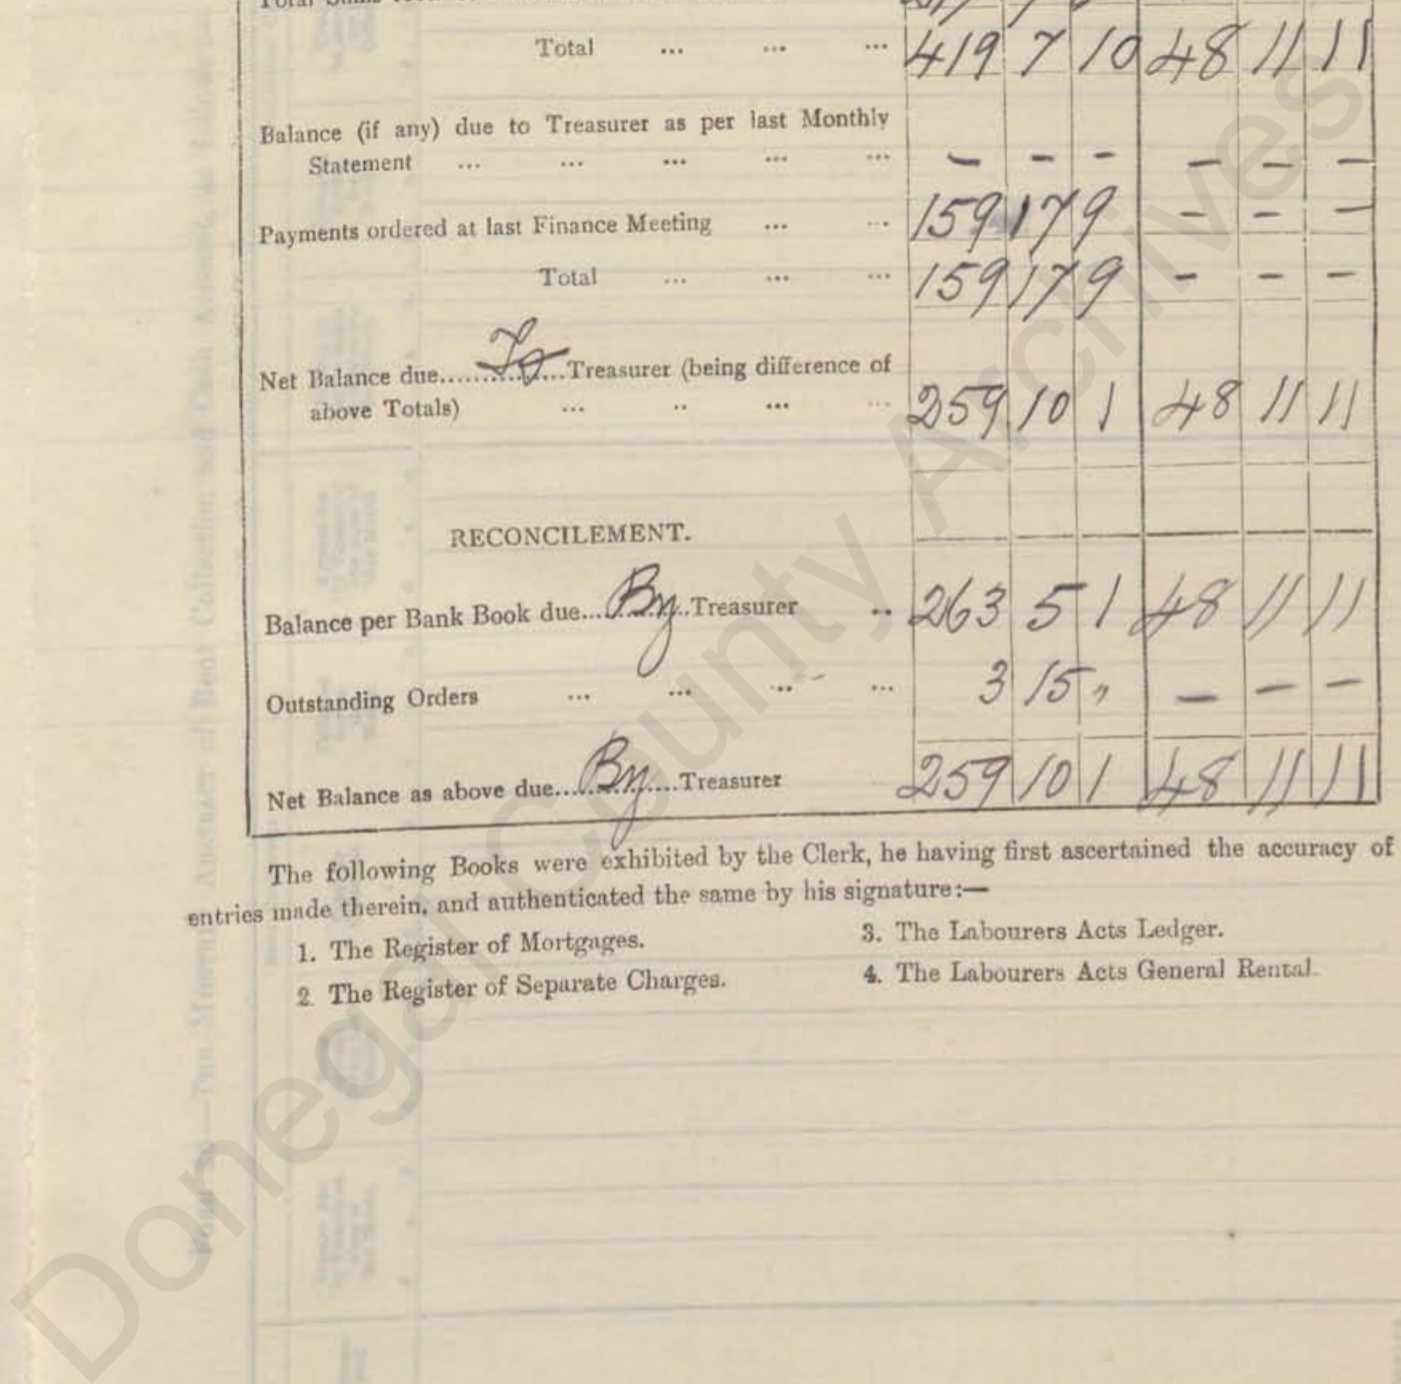 Total ... ... ... 419 7 10 48 11 11
Balance (if any) due to Treasurer as per last Monthly
Statement ... ... ... ... ... – – – – – –
Payments ordered at last Finance Meeting ... ... 159 17 9 – – –
Total ... ... ... 159 17 9 – – –
Net Balance due......To......Treasurer (being difference of
above Totals) ... .. ... ... 259 10 1 48 11 11
RECONCILEMENT.
Balance per Bank Book due...By...Treasurer .. 263 5 1 48 11 11
Outstanding Orders ... ... ... ... 3 15 " – – –
Net Balance as above due...By...Treasurer 259 10 1 48 11 11
The following Books were exhibited by the Clerk, he having first ascertained the accuracy of
entries made therein, and authenticated the same by his signature:—
1. The Register of Mortgages.
2. The Register of Separate Charges.
3. The Labourers Acts Ledger.
4. The Labourers Acts General Rental.
Donegal County Archives